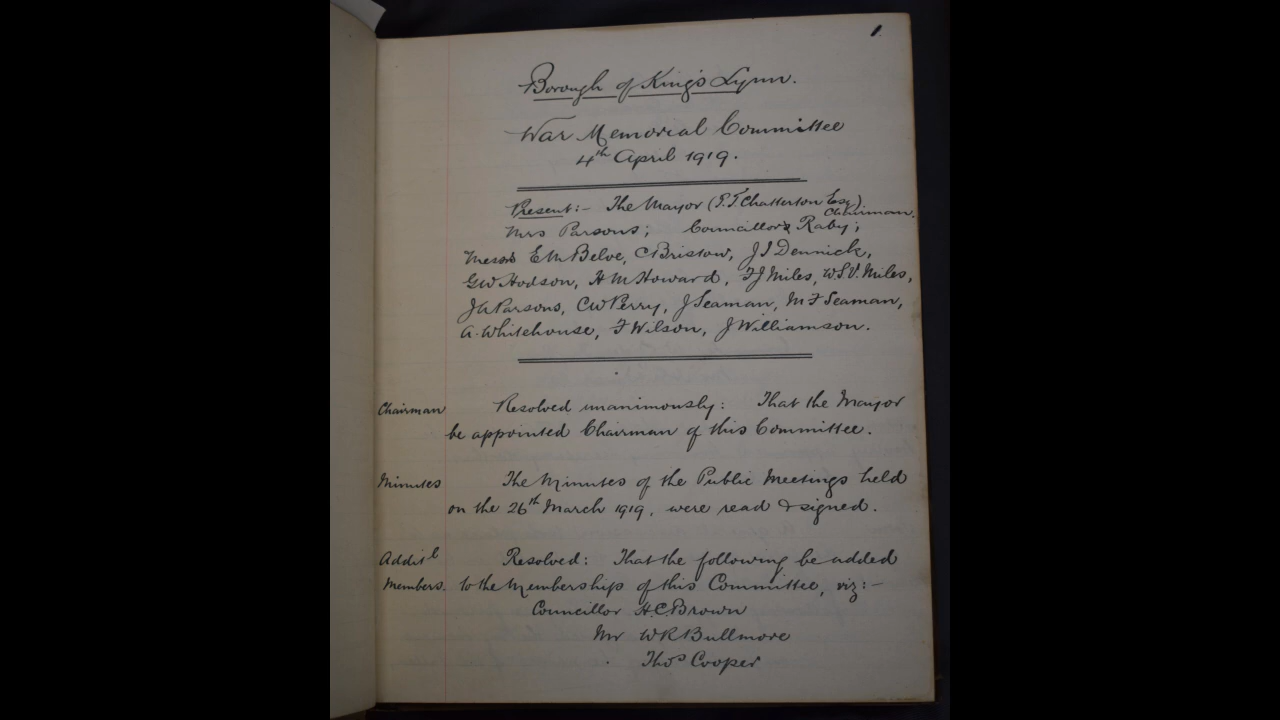 1.
Borough of King's Lynn.
War Memorial Committee
4th April 1919.
Present:- The Mayor (T.T. Chatterton Esq),
Chairman.
Mrs Parsons; Councillor Raby;
Messrs E M Belve, C Bristow, J J Dennick,
G W Hodson, H M Howard, F J Miles, W S V. Miles,
J H Parsons, C W Perry, J Seaman, M F Seaman,
A. Whitehouse, F Wilson, J Williamson.
Chairman Resolved unanimously: That the Mayor
be appointed Chairman of this Committee.
Minutes The Minutes of the Public Meetings held
on the 26th March 1919, were read & signed.
Addit'l Resolved: That the following be added
Members. to the Membership of this Committee, viz:-
Councillor H.C. Brown
Mr W R Bullmore
Thos Cooper